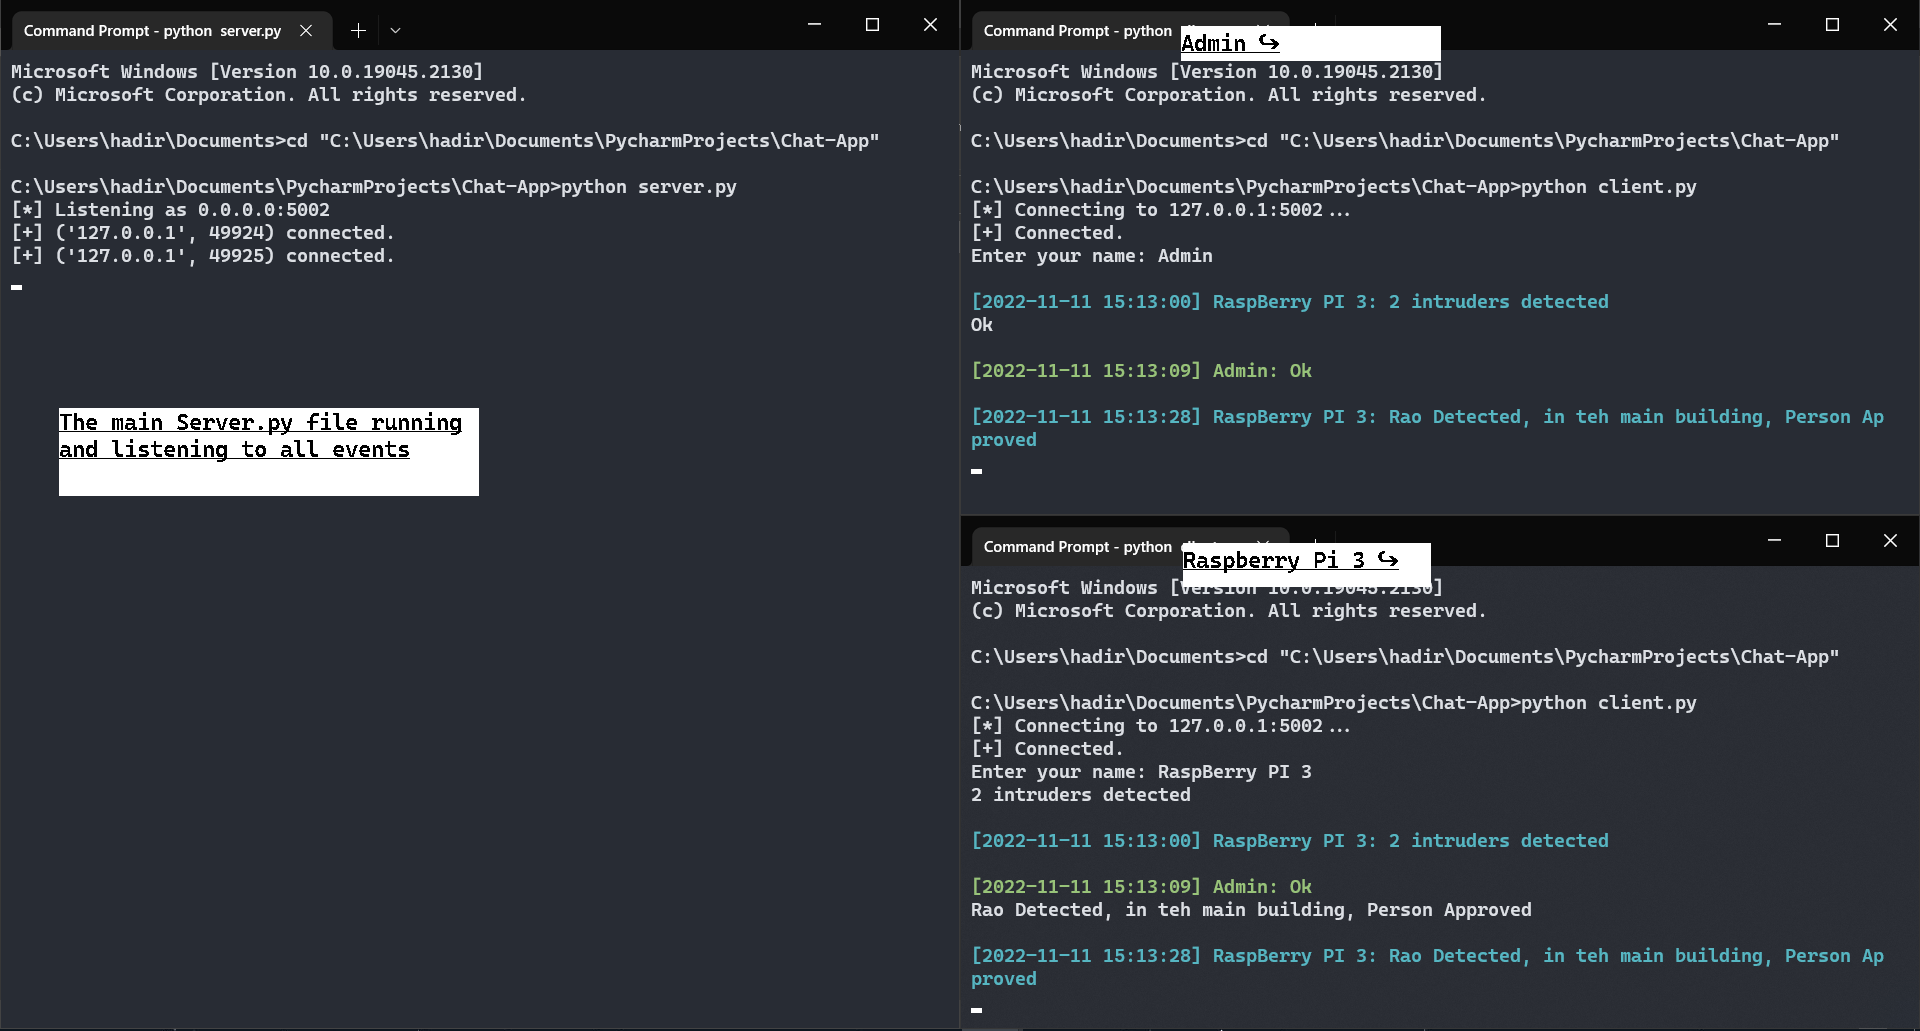 Command Prompt - python  server.py
Microsoft Windows [Version 10.0.19045.2130]
(c) Microsoft Corporation. All rights reserved.
C:\Users\hadir\Documents>cd "C:\Users\hadir\Documents\PycharmProjects\Chat-App"
C:\Users\hadir\Documents\PycharmProjects\Chat-App>python server.py
[*] Listening as 0.0.0.0:5002
[+] ('127.0.0.1', 49924) connected.
[+] ('127.0.0.1', 49925) connected.
The main Server.py file running
and listening to all events
Command Prompt - python
Admin ↪
Microsoft Windows [Version 10.0.19045.2130]
(c) Microsoft Corporation. All rights reserved.
C:\Users\hadir\Documents>cd "C:\Users\hadir\Documents\PycharmProjects\Chat-App"
C:\Users\hadir\Documents\PycharmProjects\Chat-App>python client.py
[*] Connecting to 127.0.0.1:5002...
[+] Connected.
Enter your name: Admin
[2022-11-11 15:13:00] RaspBerry PI 3: 2 intruders detected
Ok
[2022-11-11 15:13:09] Admin: Ok
[2022-11-11 15:13:28] RaspBerry PI 3: Rao Detected, in teh main building, Person Ap
proved
Command Prompt - python
Raspberry Pi 3 ↪
Microsoft Windows [Version 10.0.19045.2130]
(c) Microsoft Corporation. All rights reserved.
C:\Users\hadir\Documents>cd "C:\Users\hadir\Documents\PycharmProjects\Chat-App"
C:\Users\hadir\Documents\PycharmProjects\Chat-App>python client.py
[*] Connecting to 127.0.0.1:5002...
[+] Connected.
Enter your name: RaspBerry PI 3
2 intruders detected
[2022-11-11 15:13:00] RaspBerry PI 3: 2 intruders detected
[2022-11-11 15:13:09] Admin: Ok
Rao Detected, in teh main building, Person Approved
[2022-11-11 15:13:28] RaspBerry PI 3: Rao Detected, in teh main building, Person Ap
proved